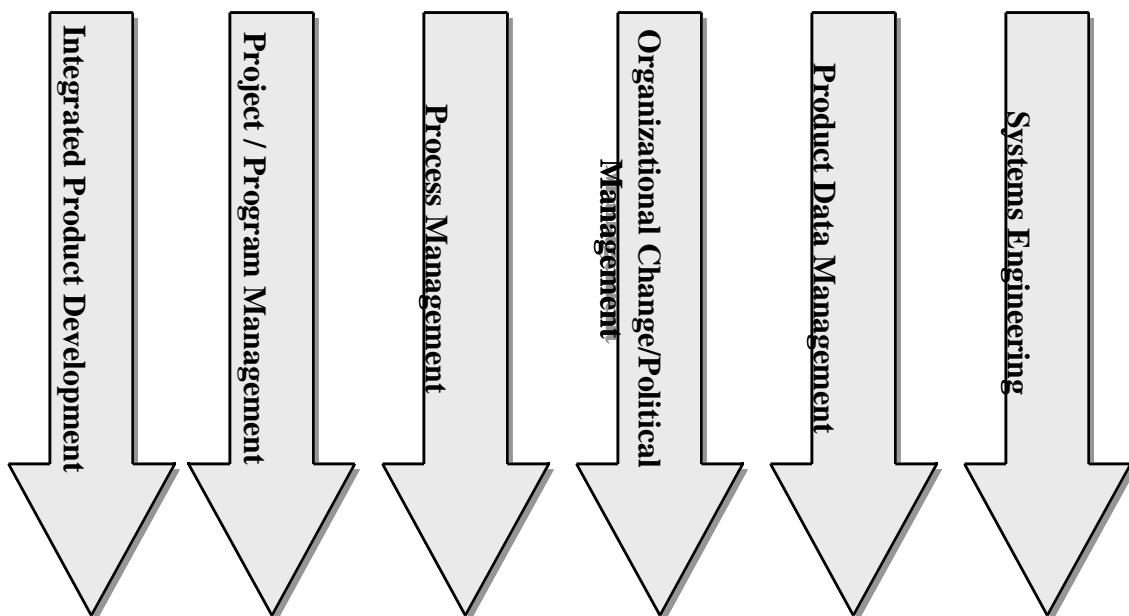 Integrated Product Development
Project / Program Management
Process Management
Organizational Change/Political
Management
Product Data Management
Systems Engineering